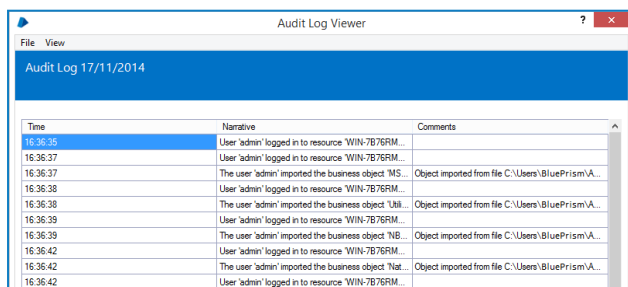 Audit Log Viewer
? ×
File View
Audit Log 17/11/2014
Time Narrative Comments
16:36:35 User 'admin' logged in to resource 'WIN-7B76RM...
16:36:37 User 'admin' logged in to resource 'WIN-7B76RM...
16:36:37 The user 'admin' imported the business object 'MS... Object imported from file C:\Users\BluePrism\A...
16:36:38 User 'admin' logged in to resource 'WIN-7B76RM...
16:36:38 The user 'admin' imported the business object 'Utili... Object imported from file C:\Users\BluePrism\A...
16:36:39 User 'admin' logged in to resource 'WIN-7B76RM...
16:36:39 The user 'admin' imported the business object 'NB... Object imported from file C:\Users\BluePrism\A...
16:36:42 User 'admin' logged in to resource 'WIN-7B76RM...
16:36:42 The user 'admin' imported the business object 'Nat... Object imported from file C:\Users\BluePrism\A...
16:36:42 User 'admin' logged in to resource 'WIN-7B76RM...